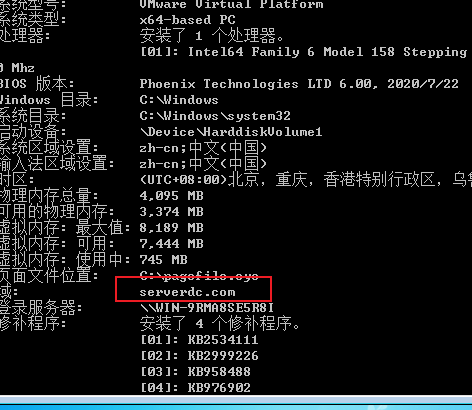 系统型号: VMware Virtual Platform
系统类型: x64-based PC
处理器: 安装了 1 个处理器。
[01]: Intel64 Family 6 Model 158 Stepping
0 Mhz
BIOS 版本: Phoenix Technologies LTD 6.00, 2020/7/22
Windows 目录: C:\Windows
系统目录: C:\Windows\system32
启动设备: \Device\HarddiskVolume1
系统区域设置: zh-cn;中文(中国)
输入法区域设置: zh-cn;中文(中国)
时区: (UTC+08:00)北京，重庆，香港特别行政区，乌鲁
物理内存总量: 4,095 MB
可用的物理内存: 3,374 MB
虚拟内存: 最大值: 8,189 MB
虚拟内存: 可用: 7,444 MB
虚拟内存: 使用中: 745 MB
页面文件位置: C:\pagefile.sys
域: serverdc.com
登录服务器: \\WIN-9RMA8SE5R8I
修补程序: 安装了 4 个修补程序。
[01]: KB2534111
[02]: KB2999226
[03]: KB958488
[04]: KB976902